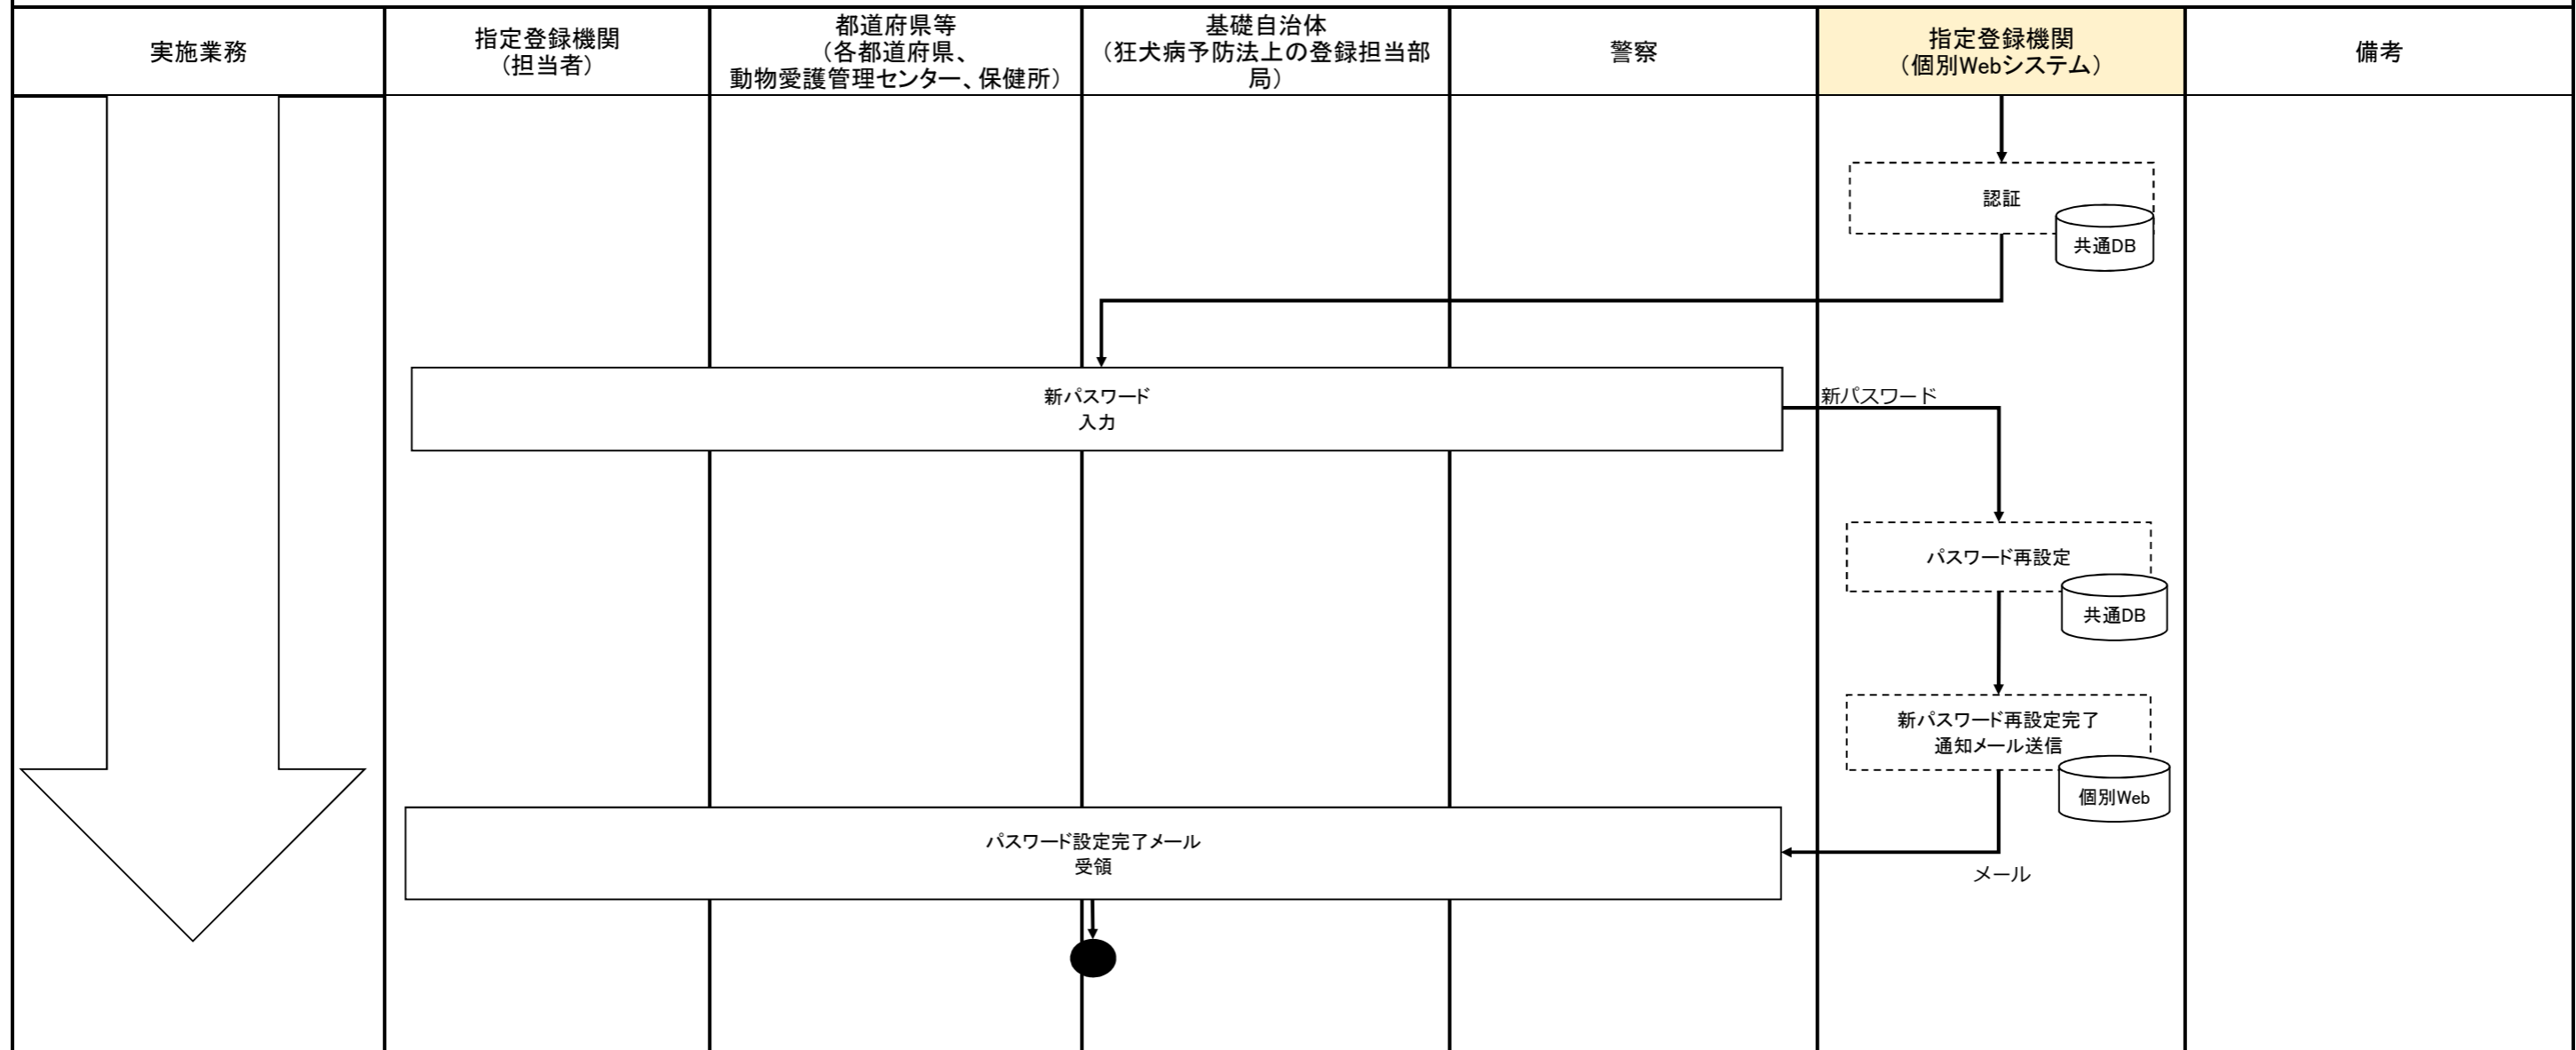 実施業務
指定登録機関
（担当者）
都道府県等
（各都道府県、
動物愛護管理センター、保健所）
基礎自治体
（狂犬病予防法上の登録担当部
局）
警察
指定登録機関
（個別Webシステム）
備考
認証
共通DB
新パスワード
入力
新パスワード
パスワード再設定
共通DB
新パスワード再設定完了
通知メール送信
個別Web
パスワード設定完了メール
受領
メール